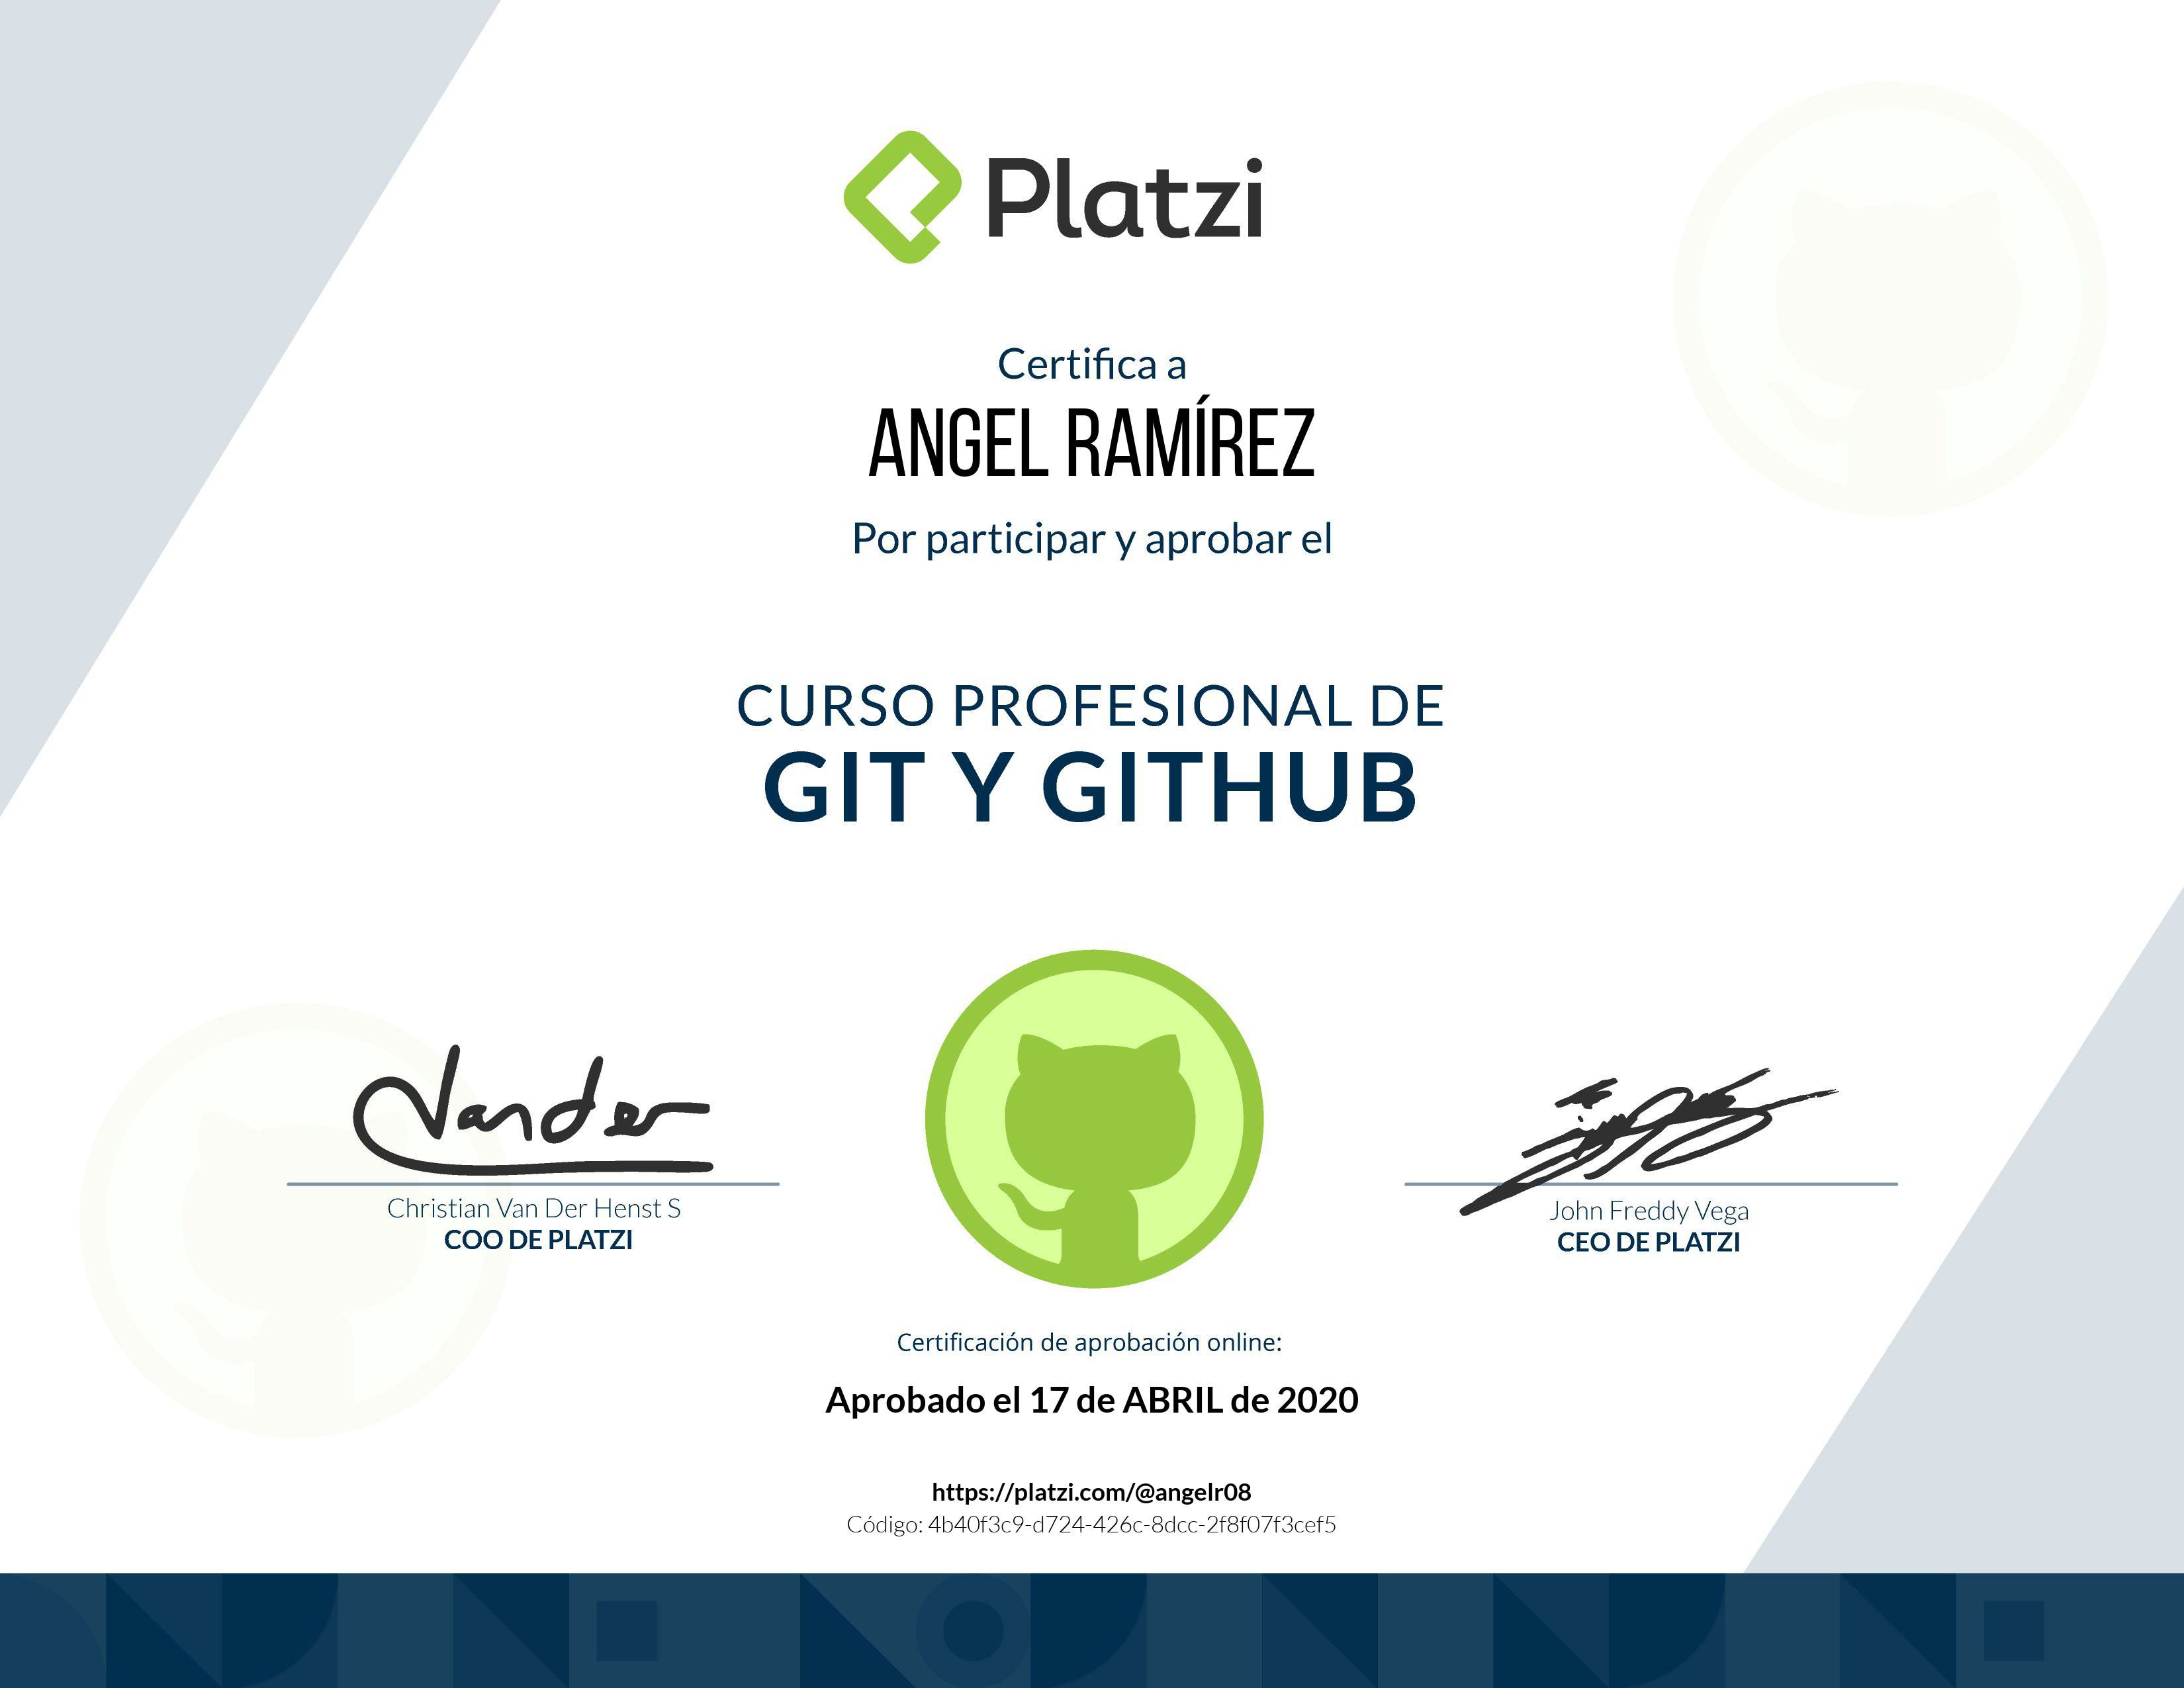 Platzi
Certifica a
ANGEL RAMÍREZ
Por participar y aprobar el
CURSO PROFESIONAL DE
GIT Y GITHUB
Vander
Christian Van Der Henst S
COO DE PLATZI
John Freddy Vega
CEO DE PLATZI
Certificación de aprobación online:
Aprobado el 17 de ABRIL de 2020
https://platzi.com/@angelr08
Código: 4b40f3c9-d724-426c-8dcc-2f8f07f3cef5